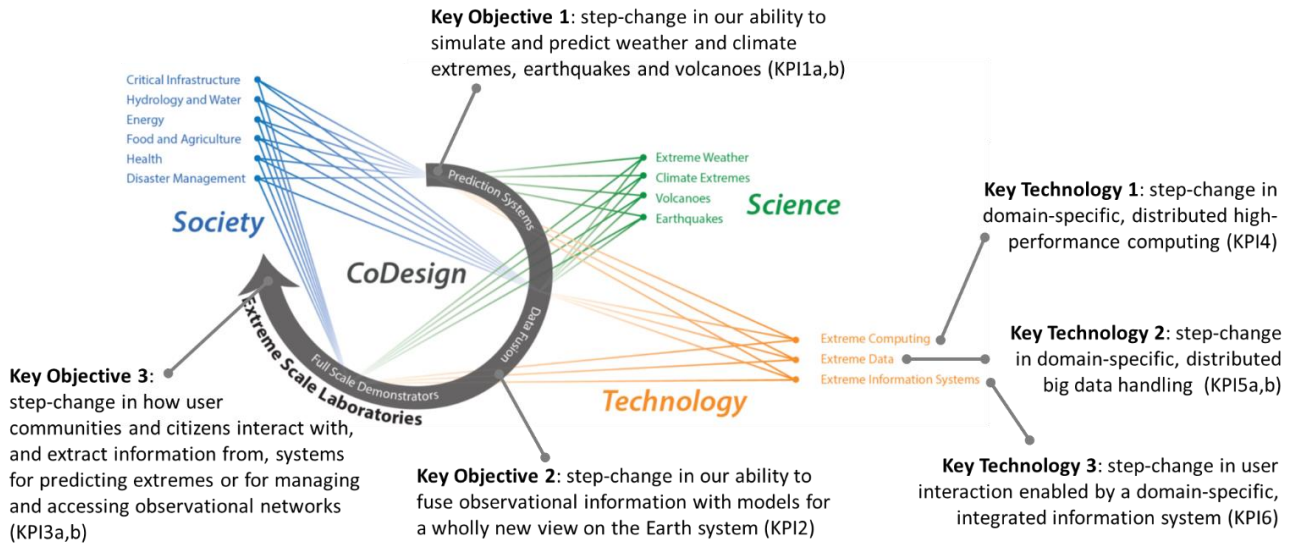 Key Objective 1: step-change in our ability to
simulate and predict weather and climate
extremes, earthquakes and volcanoes (KPI1a,b)
Critical Infrastructure
Hydrology and Water
Energy
Food and Agriculture
Health
Disaster Management
Society
Prediction Systems
Extreme Weather
Climate Extremes
Volcanoes
Earthquakes
Science
Key Technology 1: step-change in
domain-specific, distributed high-
performance computing (KPI4)
CoDesign
Data Fusion
Full Scale Demonstrators
Extreme Scale Laboratories
Extreme Computing
Extreme Data
Extreme Information Systems
Technology
Key Technology 2: step-change
in domain-specific, distributed
big data handling (KPI5a,b)
Key Objective 3:
step-change in how user
communities and citizens interact with,
and extract information from, systems
for predicting extremes or for managing
and accessing observational networks
(KPI3a,b)
Key Objective 2: step-change in our ability to
fuse observational information with models for
a wholly new view on the Earth system (KPI2)
Key Technology 3: step-change in user
interaction enabled by a domain-specific,
integrated information system (KPI6)